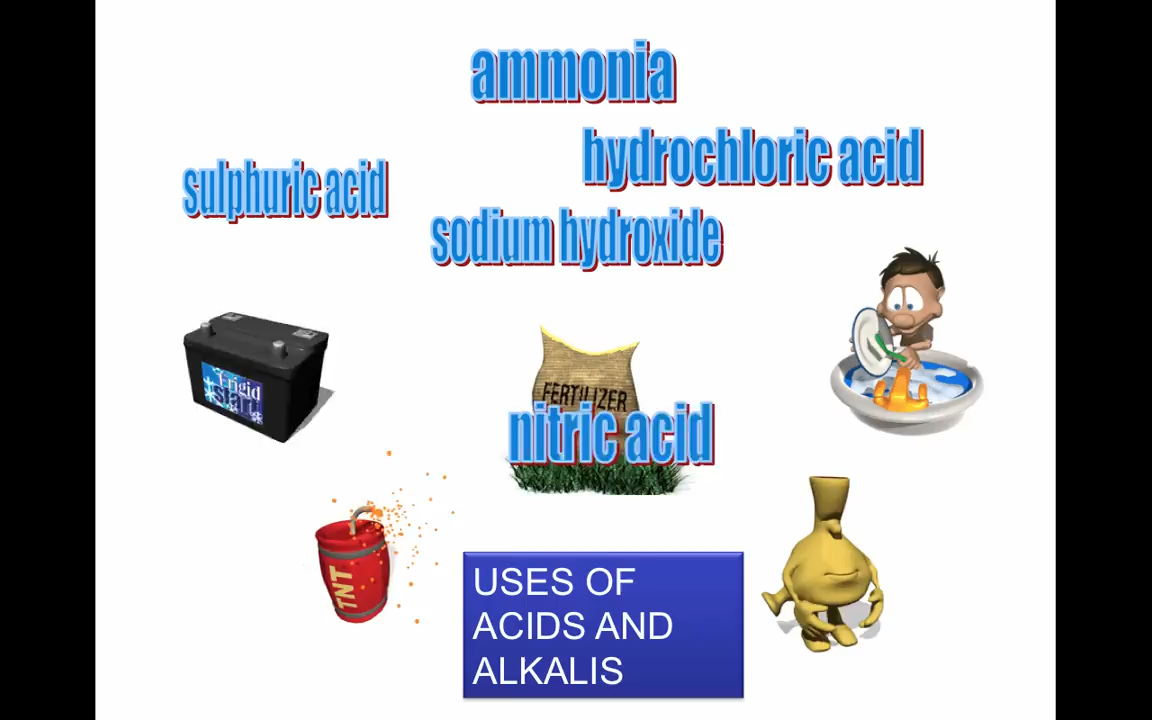 ammonia
hydrochloric acid
sulphuric acid
sodium hydroxide
Frigid
start
FERTILIZER
nitric acid
TNT
USES OF
ACIDS AND
ALKALIS